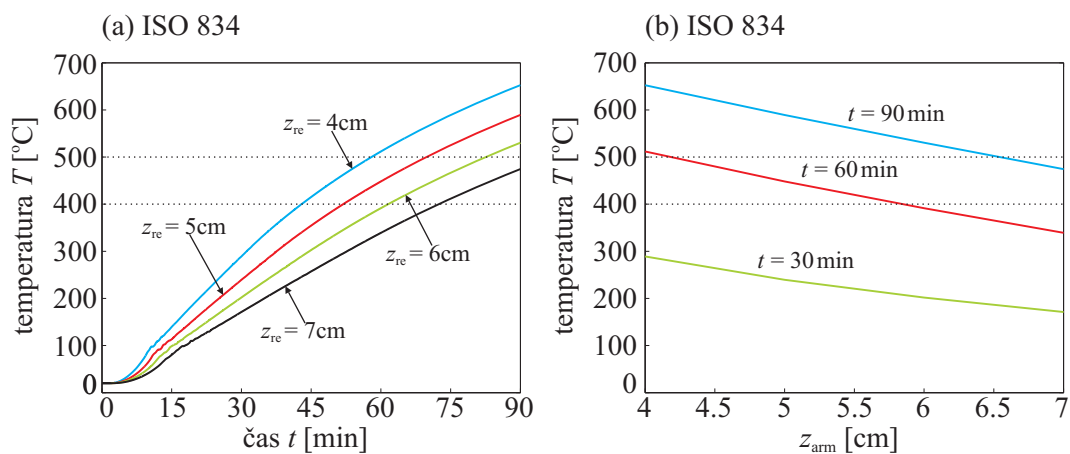 (a) ISO 834
temperatura T [°C]
700
600
500
400
300
200
100
0
0 15 30 45 60 75 90
čas t [min]
z_re = 4cm
z_re = 5cm
z_re = 6cm
z_re = 7cm
(b) ISO 834
temperatura T [°C]
700
600
500
400
300
200
100
0
4 4.5 5 5.5 6 6.5 7
z_arm [cm]
t = 90 min
t = 60 min
t = 30 min